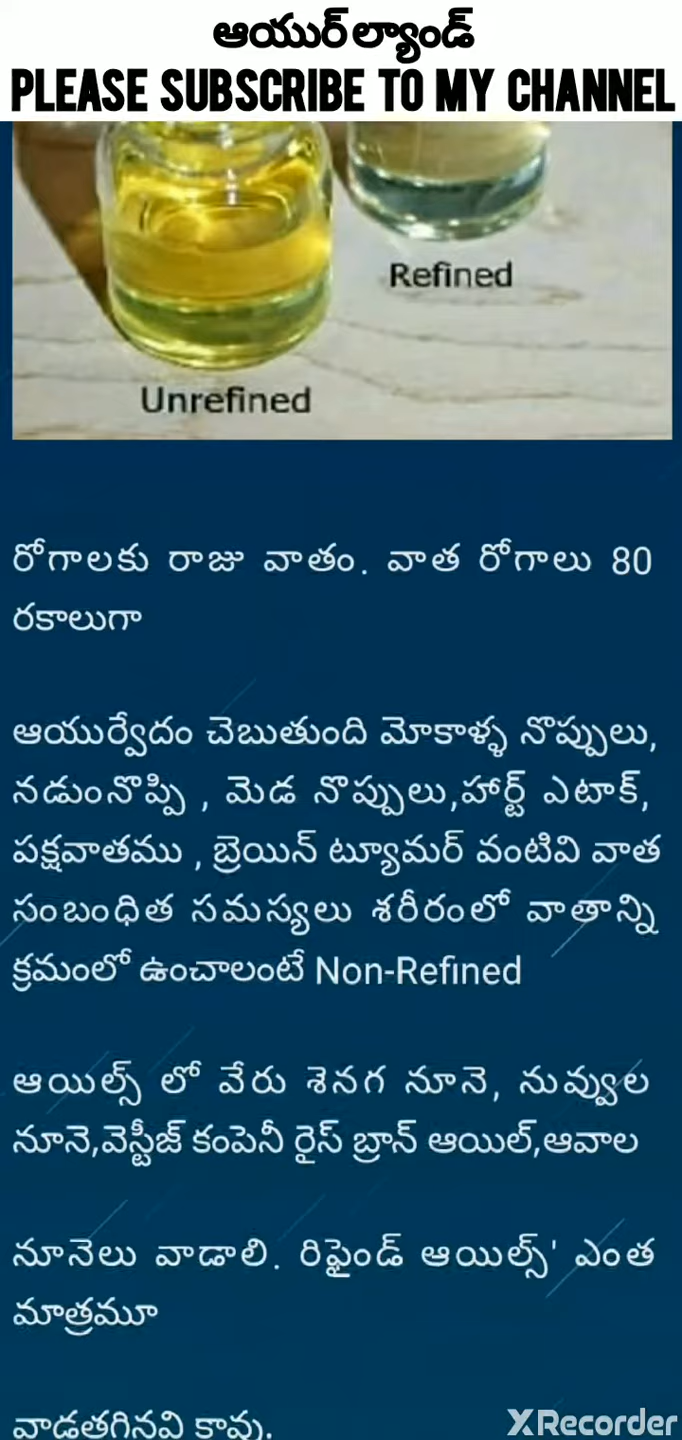 ఆయుర్ ల్యాండ్
PLEASE SUBSCRIBE TO MY CHANNEL
Refined
Unrefined
రోగాలకు రాజు వాతం. వాత రోగాలు 80
రకాలుగా
ఆయుర్వేదం చెబుతుంది మోకాళ్ళ నొప్పులు,
నడుంనొప్పి , మెడ నొప్పులు,హార్ట్ ఎటాక్,
పక్షవాతము , బ్రెయిన్ ట్యూమర్ వంటివి వాత
సంబంధిత సమస్యలు శరీరంలో వాతాన్ని
క్రమంలో ఉంచాలంటే Non-Refined
ఆయిల్స్ లో వేరు శెనగ నూనె, నువ్వుల
నూనె,వెస్టీజ్ కంపెనీ రైస్ బ్రాన్ ఆయిల్,ఆవాల
నూనెలు వాడాలి. రిఫైండ్ ఆయిల్స్' ఎంత
మాత్రమూ
వాడతగినవి కావు.
XRecorder